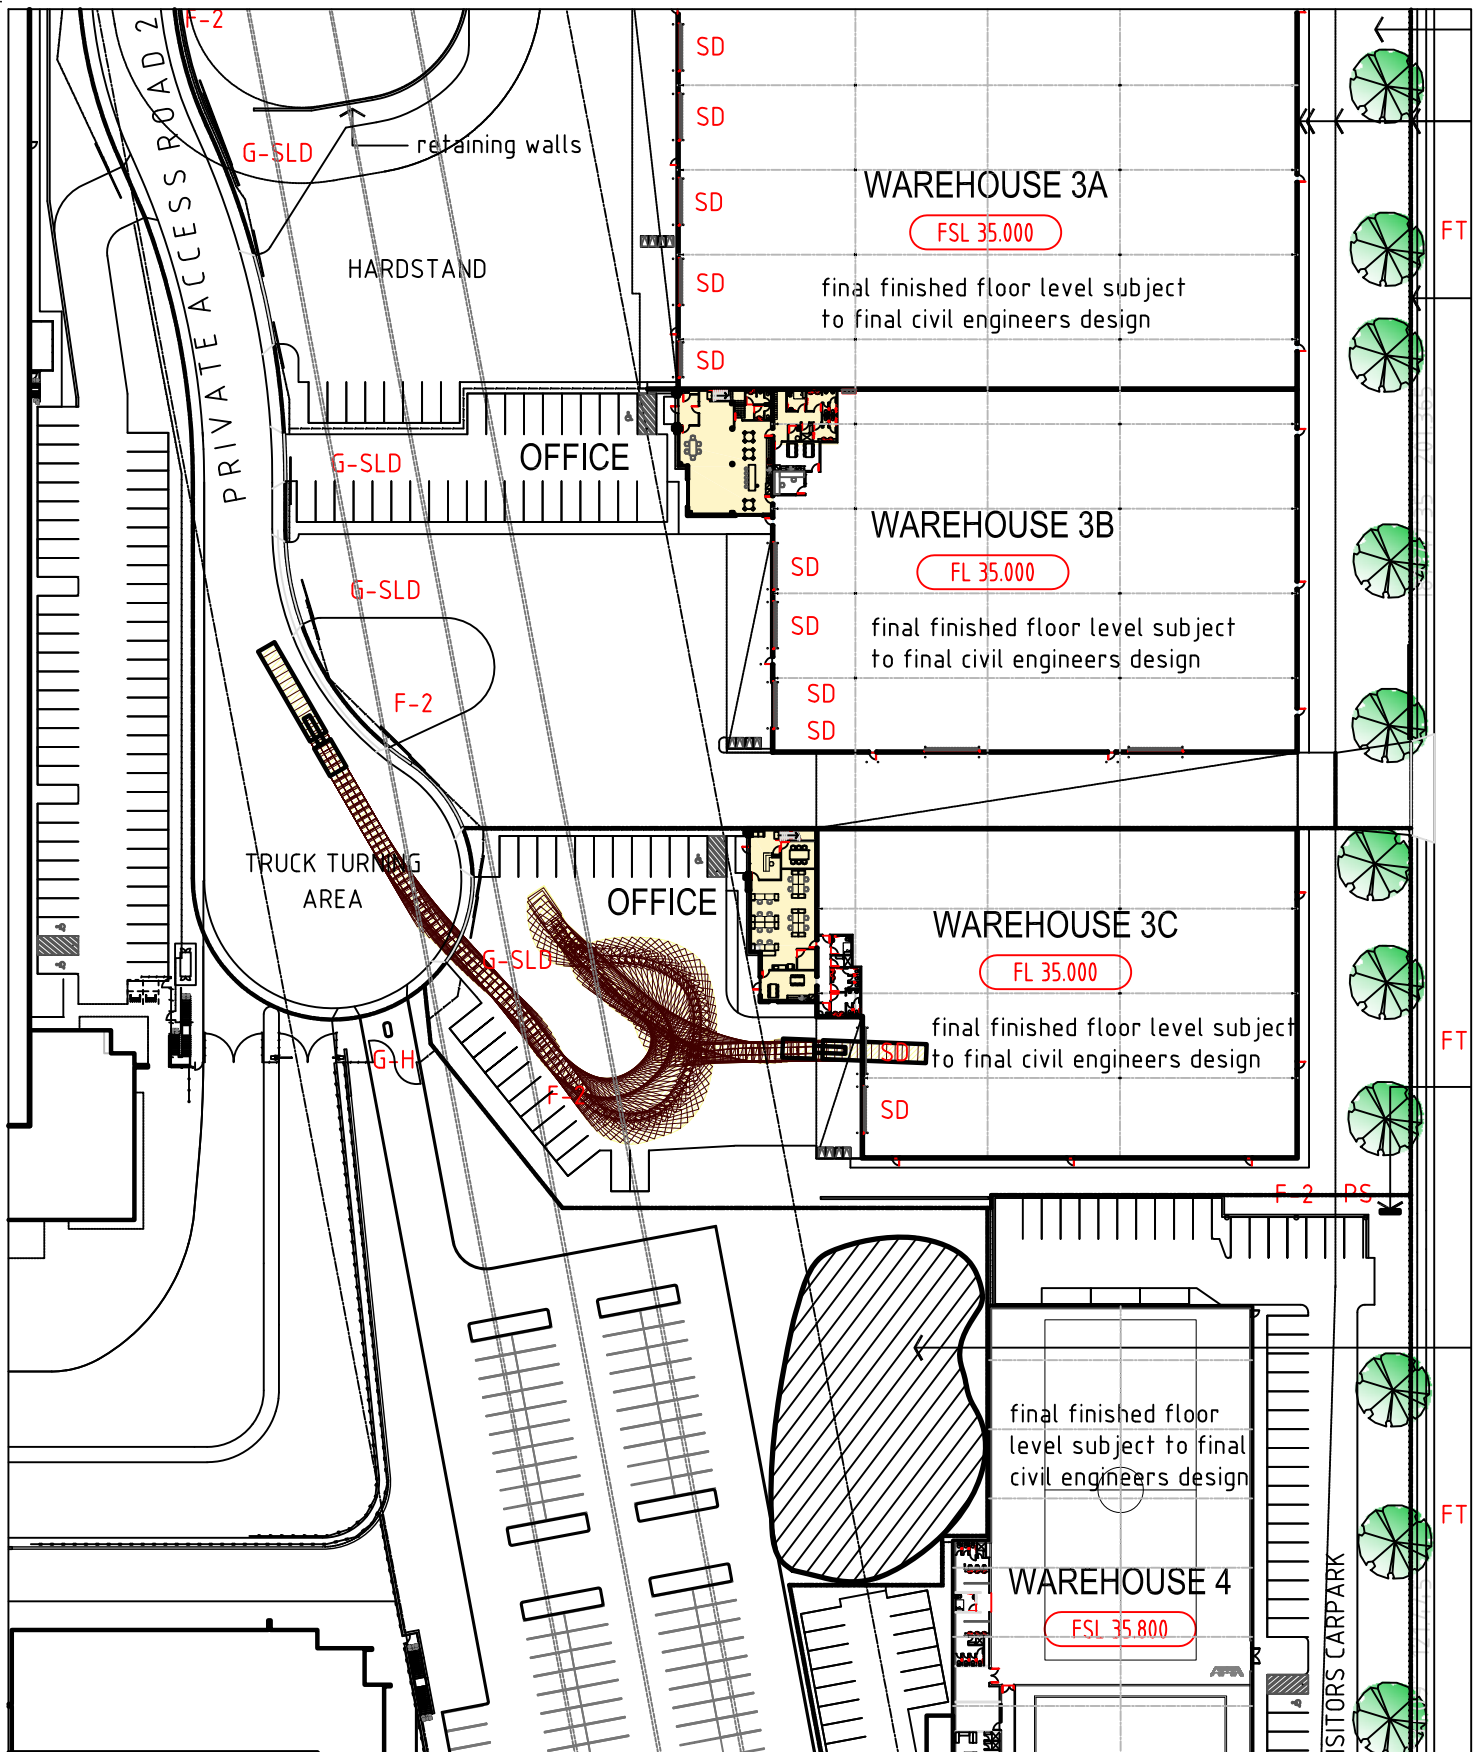 F-2
SD
SD
PRIVATE ACCESS ROAD 2
G-SLD
retaining walls
WAREHOUSE 3A
SD
FSL 35.000
FT
HARDSTAND
SD
final finished floor level subject
to final civil engineers design
SD
OFFICE
G-SLD
WAREHOUSE 3B
SD
FL 35.000
G-SLD
SD
final finished floor level subject
to final civil engineers design
F-2
SD
SD
TRUCK TURNING
AREA
OFFICE
WAREHOUSE 3C
G-SLD
FL 35.000
final finished floor level subject
to final civil engineers design
SD
FT
G-H
F-2
SD
F-2
PS
final finished floor
level subject to final
civil engineers design
FT
WAREHOUSE 4
FSL 35.800
ISITORS CARPARK